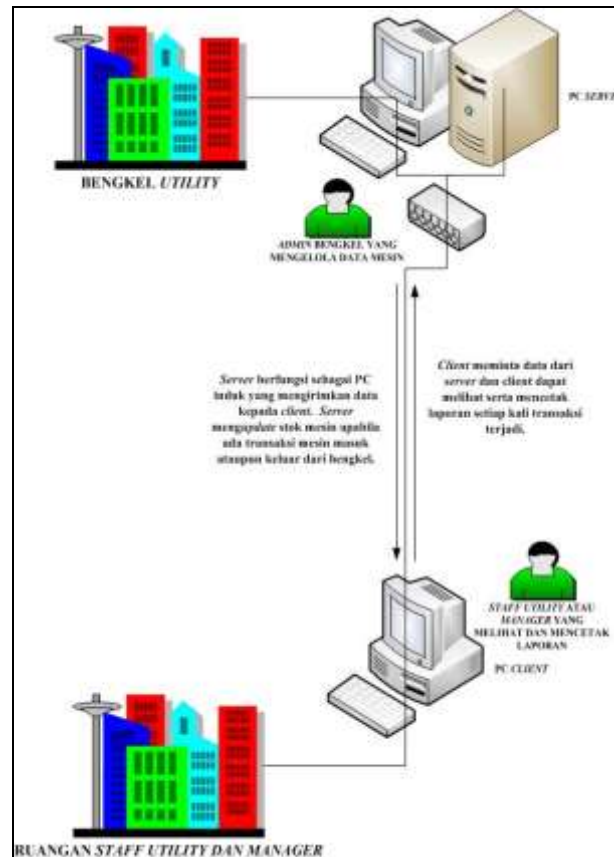 PC SERVE
BENGKEL UTILITY
ADMIN BENGKEL YANG
MENGELOLA DATA MESIN
Server berfungsi sebagai PC
induk yang mengirimkan data
kepada client. Server
mengupdate stok mesin apabila
ada transaksi mesin masuk
ataupun keluar dari bengkel.
Client meminta data dari
server dan client dapat
melihat serta mencetak
laporan setiap kali transaksi
terjadi.
STAFF UTILITY ATAU
MANAGER YANG
MELIHAT DAN MENCETAK
LAPORAN
PC CLIENT
RUANGAN STAFF UTILITY DAN MANAGER